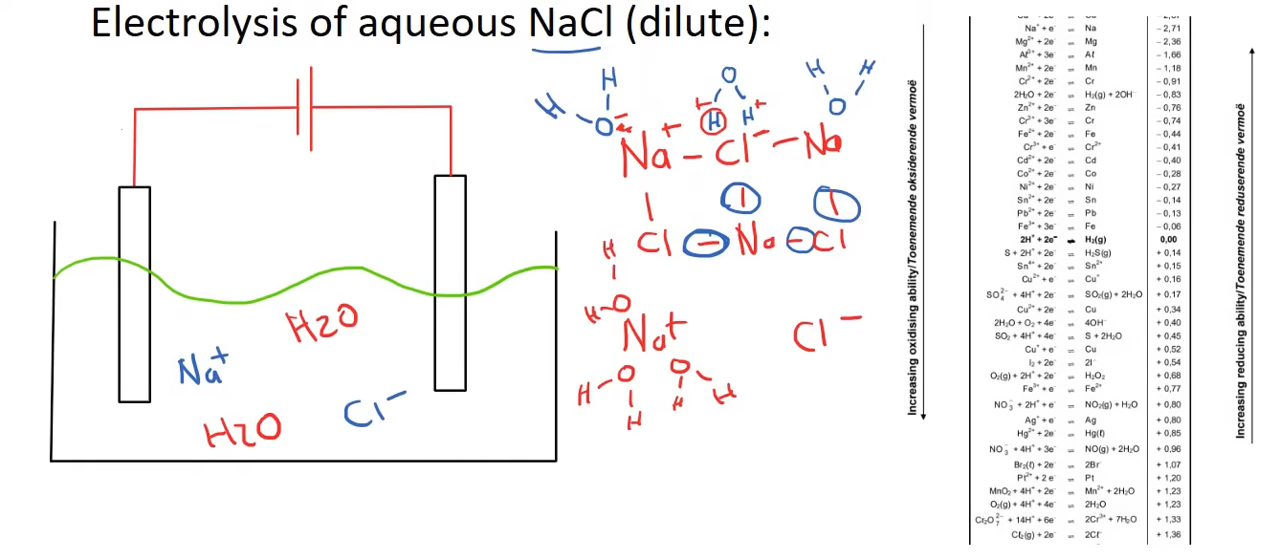 Electrolysis of aqueous NaCl (dilute):
H
H
O
O
H
H
H
H
O
Na⁺ – Cl⁻ – Na
Cl – Na – Cl
H
H-O
Na⁺
Cl⁻
H-O
H
O
H
H
H2O
Na⁺
H2O
Cl⁻
Increasing oxidising ability/Toenemende oksiderende vermoë
Na⁺ + e⁻ ⇌ Na − 2,71
Mg²⁺ + 2e⁻ ⇌ Mg − 2,36
Aℓ³⁺ + 3e⁻ ⇌ Aℓ − 1,66
Mn²⁺ + 2e⁻ ⇌ Mn − 1,18
Cr²⁺ + 2e⁻ ⇌ Cr − 0,91
2H₂O + 2e⁻ ⇌ H₂(g) + 2OH⁻ − 0,83
Zn²⁺ + 2e⁻ ⇌ Zn − 0,76
Cr³⁺ + 3e⁻ ⇌ Cr − 0,74
Fe²⁺ + 2e⁻ ⇌ Fe − 0,44
Cr³⁺ + e⁻ ⇌ Cr²⁺ − 0,41
Cd²⁺ + 2e⁻ ⇌ Cd − 0,40
Co²⁺ + 2e⁻ ⇌ Co − 0,28
Ni²⁺ + 2e⁻ ⇌ Ni − 0,27
Sn²⁺ + 2e⁻ ⇌ Sn − 0,14
Pb²⁺ + 2e⁻ ⇌ Pb − 0,13
Fe³⁺ + 3e⁻ ⇌ Fe − 0,06
2H⁺ + 2e⁻ ⇌ H₂(g) 0,00
S + 2H⁺ + 2e⁻ ⇌ H₂S(g) + 0,14
Sn⁴⁺ + 2e⁻ ⇌ Sn²⁺ + 0,15
Cu²⁺ + e⁻ ⇌ Cu⁺ + 0,16
SO₄²⁻ + 4H⁺ + 2e⁻ ⇌ SO₂(g) + 2H₂O + 0,17
Cu²⁺ + 2e⁻ ⇌ Cu + 0,34
2H₂O + O₂ + 4e⁻ ⇌ 4OH⁻ + 0,40
SO₂ + 4H⁺ + 4e⁻ ⇌ S + 2H₂O + 0,45
Cu⁺ + e⁻ ⇌ Cu + 0,52
I₂ + 2e⁻ ⇌ 2I⁻ + 0,54
O₂(g) + 2H⁺ + 2e⁻ ⇌ H₂O₂ + 0,68
Fe³⁺ + e⁻ ⇌ Fe²⁺ + 0,77
NO₃⁻ + 2H⁺ + e⁻ ⇌ NO₂(g) + H₂O + 0,80
Ag⁺ + e⁻ ⇌ Ag + 0,80
Hg²⁺ + 2e⁻ ⇌ Hg(ℓ) + 0,85
NO₃⁻ + 4H⁺ + 3e⁻ ⇌ NO(g) + 2H₂O + 0,96
Br₂(ℓ) + 2e⁻ ⇌ 2Br⁻ + 1,07
Pt²⁺ + 2 e⁻ ⇌ Pt + 1,20
MnO₂ + 4H⁺ + 2e⁻ ⇌ Mn²⁺ + 2H₂O + 1,23
O₂(g) + 4H⁺ + 4e⁻ ⇌ 2H₂O + 1,23
Cr₂O₇²⁻ + 14H⁺ + 6e⁻ ⇌ 2Cr³⁺ + 7H₂O + 1,33
Cℓ₂(g) + 2e⁻ ⇌ 2Cℓ⁻ + 1,36
Increasing reducing ability/Toenemende reduserende vermoë